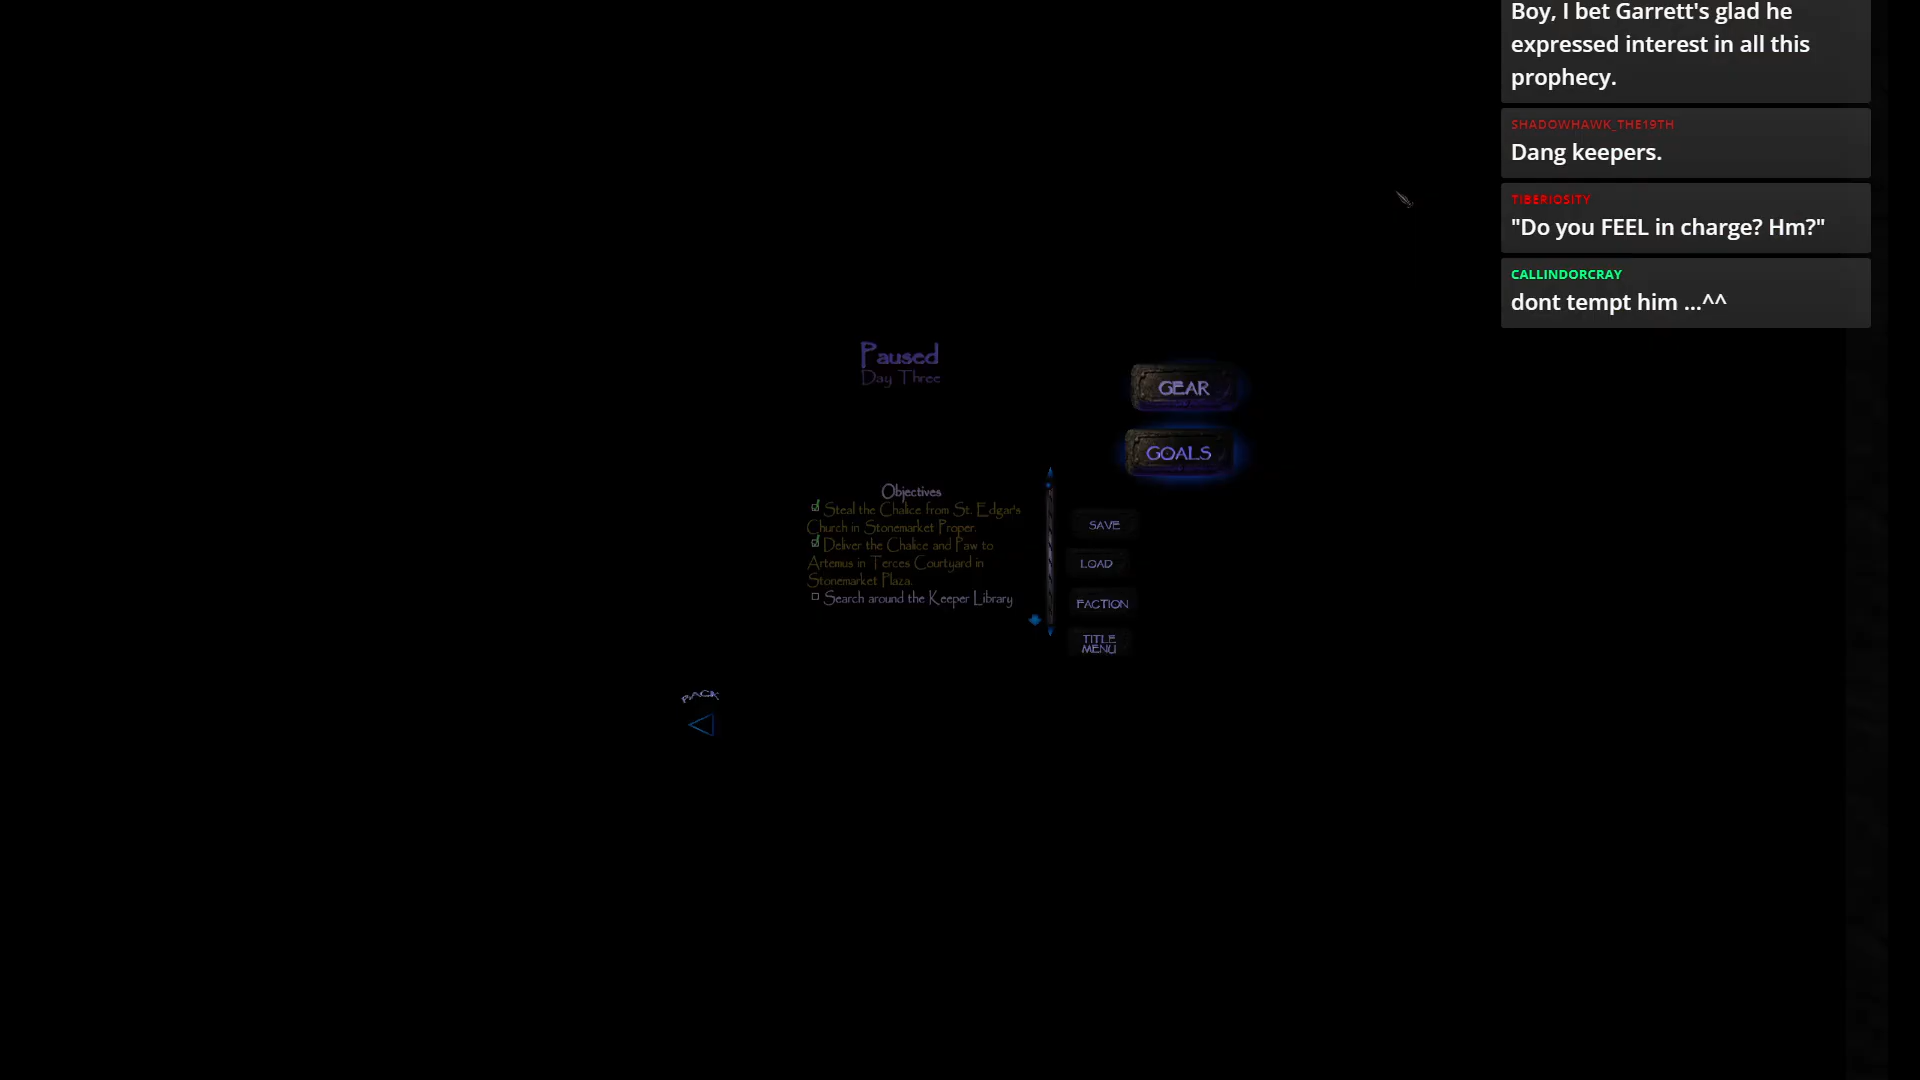 Boy, I bet Garrett's glad he
expressed interest in all this
prophecy.
SHADOWHAWK_THE19TH
Dang keepers.
TIBERIOSITY
"Do you FEEL in charge? Hm?"
CALLINDORCRAY
dont tempt him ...^^
Paused
Day Three
GEAR
GOALS
Objectives
Steal the Chalice from St. Edgar's
Church in Stonemarket Proper.
Deliver the Chalice and Paw to
Artemus in Terces Courtyard in
Stonemarket Plaza.
Search around the Keeper Library
SAVE
LOAD
FACTION
TITLE
MENU